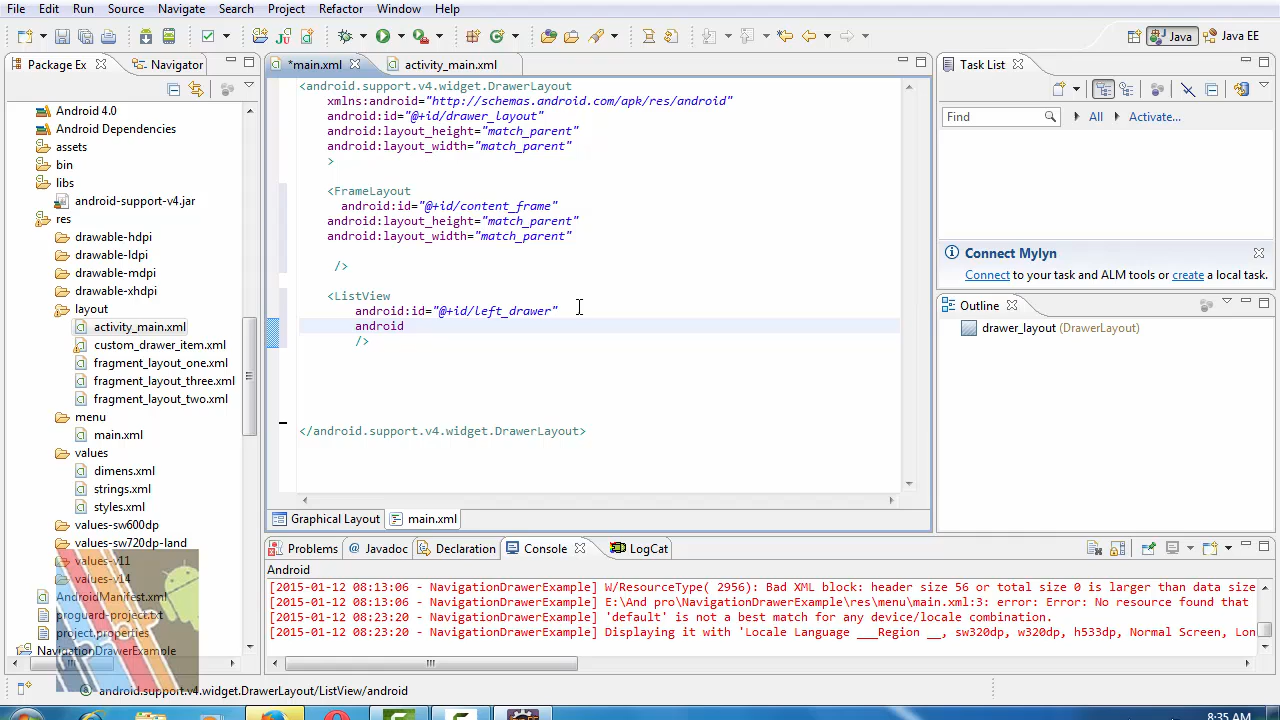 File Edit Run Source Navigate Search Project Refactor Window Help
Java
Java EE
Package Ex
Navigator
Android 4.0
Android Dependencies
assets
bin
libs
android-support-v4.jar
res
drawable-hdpi
drawable-ldpi
drawable-mdpi
drawable-xhdpi
layout
activity_main.xml
custom_drawer_item.xml
fragment_layout_one.xml
fragment_layout_three.xml
fragment_layout_two.xml
menu
main.xml
values
dimens.xml
strings.xml
styles.xml
values-sw600dp
values-sw720dp-land
values-v11
values-v14
AndroidManifest.xml
proguard-project.txt
project.properties
NavigationDrawerExample
*main.xml
activity_main.xml
<android.support.v4.widget.DrawerLayout
xmlns:android="http://schemas.android.com/apk/res/android"
android:id="@+id/drawer_layout"
android:layout_height="match_parent"
android:layout_width="match_parent"
>
<FrameLayout
android:id="@+id/content_frame"
android:layout_height="match_parent"
android:layout_width="match_parent"
/>
<ListView
android:id="@+id/left_drawer"
android
/>
</android.support.v4.widget.DrawerLayout>
Graphical Layout
main.xml
Task List
Find
All
Activate...
Connect Mylyn
Connect to your task and ALM tools or create a local task.
Outline
drawer_layout (DrawerLayout)
Problems
Javadoc
Declaration
Console
LogCat
Android
[2015-01-12 08:13:06 - NavigationDrawerExample] W/ResourceType( 2956): Bad XML block: header size 56 or total size 0 is larger than data size
[2015-01-12 08:13:06 - NavigationDrawerExample] E:\And pro\NavigationDrawerExample\res\menu\main.xml:3: error: Error: No resource found that
[2015-01-12 08:23:20 - NavigationDrawerExample] 'default' is not a best match for any device/locale combination.
[2015-01-12 08:23:20 - NavigationDrawerExample] Displaying it with 'Locale Language ___Region __, sw320dp, w320dp, h533dp, Normal Screen, Lon
android.support.v4.widget.DrawerLayout/ListView/android
8:35 AM